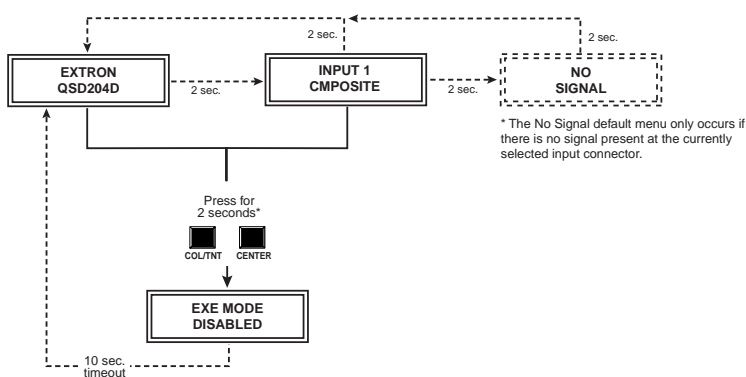 2 sec.
2 sec.
EXTRON
QSD204D
2 sec.
INPUT 1
CMPOSITE
2 sec.
NO
SIGNAL
* The No Signal default menu only occurs if
there is no signal present at the currently
selected input connector.
Press for
2 seconds*
COL/TNT
CENTER
EXE MODE
DISABLED
10 sec.
timeout